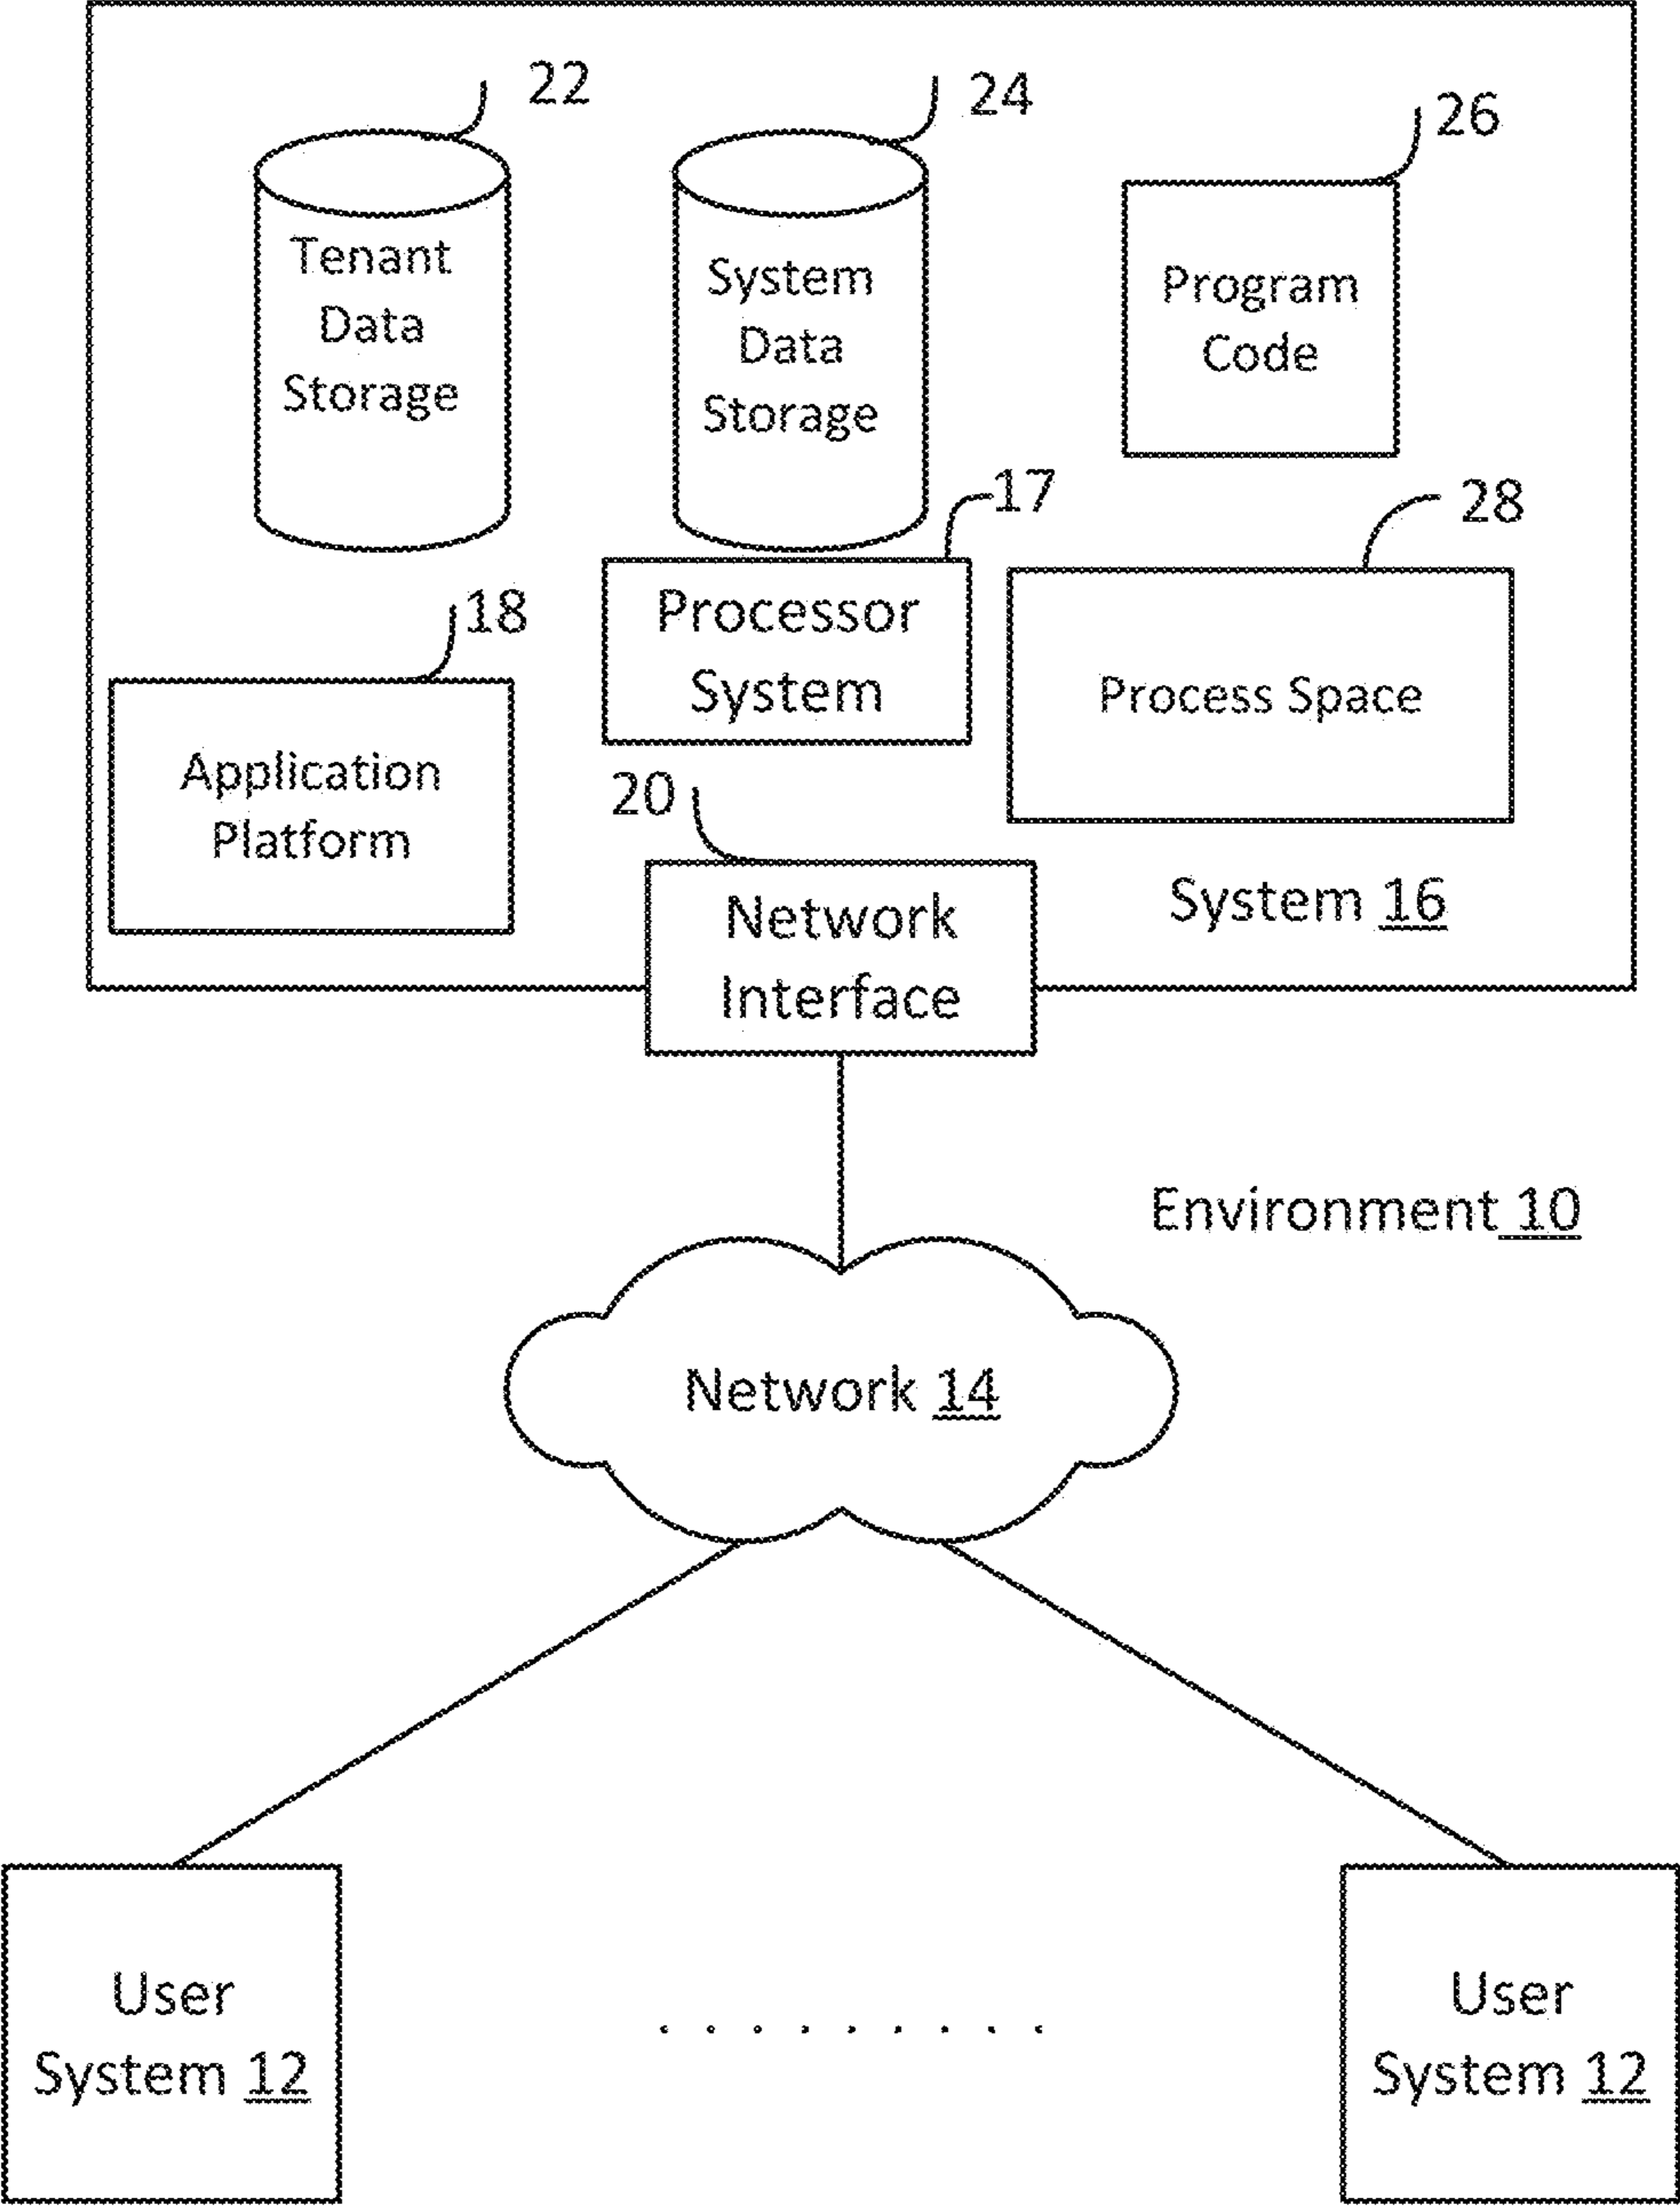 22
24
26
Tenant
Data
Storage
System
Data
Storage
Program
Code
17
28
18
Processor
System
Process Space
Application
Platform
20
Network
Interface
System 16
Environment 10
Network 14
User
System 12
. . . . . . . . .
User
System 12